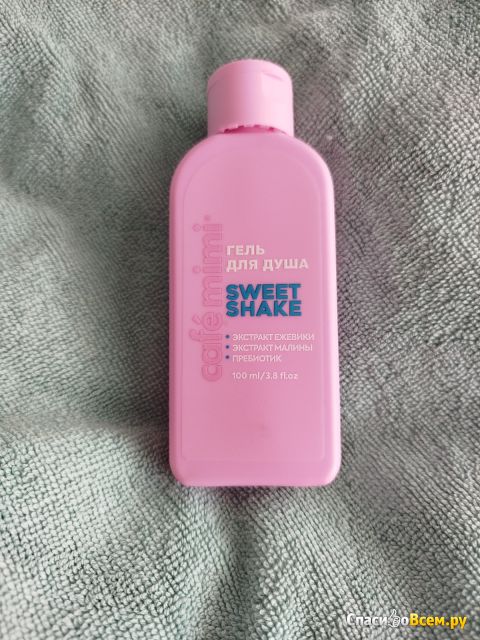 café mimi®
ГЕЛЬ
ДЛЯ ДУША
SWEET
SHAKE
• ЭКСТРАКТ ЕЖЕВИКИ
• ЭКСТРАКТ МАЛИНЫ
• ПРЕБИОТИК
100 ml/3.8 fl.oz
СпасибоВсем.ру